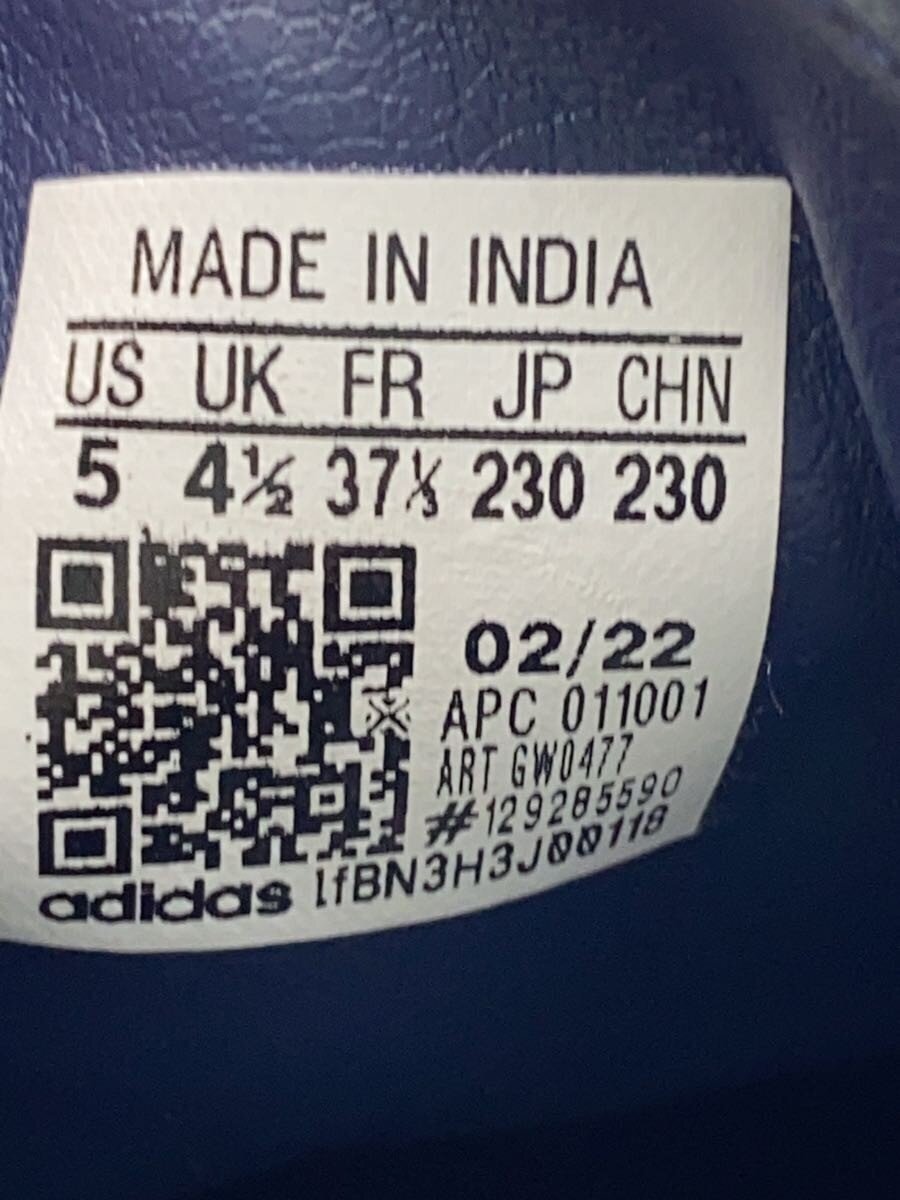 MADE IN INDIA
US UK FR JP CHN
5 4½ 37⅓ 230 230
02/22
APC 011001
ART GW0477
#129285590
adidas lfBN3H3J00118